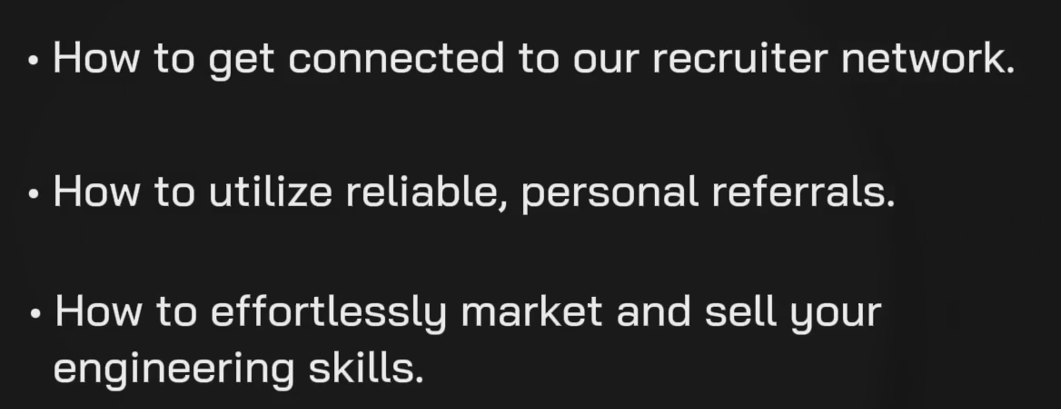 • How to get connected to our recruiter network.
• How to utilize reliable, personal referrals.
• How to effortlessly market and sell your
engineering skills.